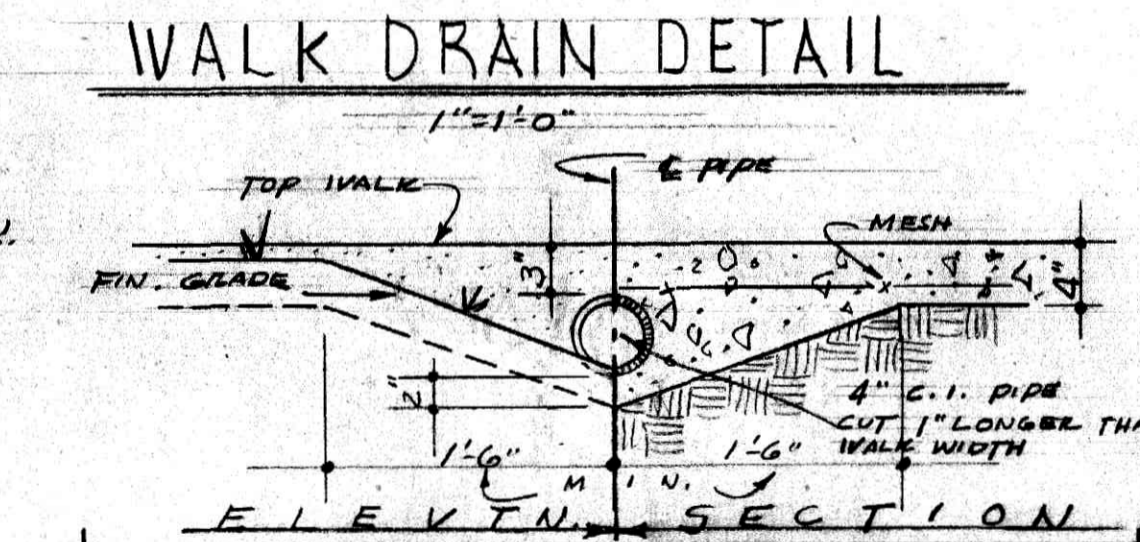 WALK DRAIN DETAIL
1"=1'-0"
℄ PIPE
TOP WALK
MESH
FIN. GRADE
3"
4"
2"
4" C.I. PIPE
CUT 1" LONGER THA
WALK WIDTH
1'-6" 1'-6"
MIN.
ELEVTN. SECTION